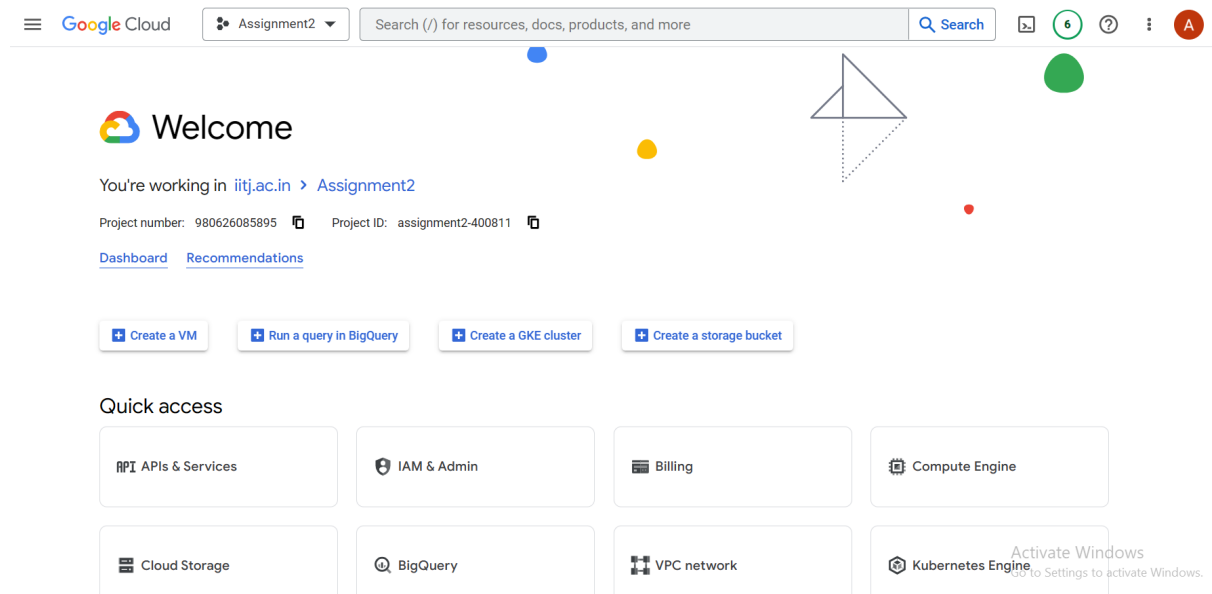 Google Cloud Assignment2 Search (/) for resources, docs, products, and more Search 6 A
Welcome
You're working in iitj.ac.in > Assignment2
Project number: 980626085895 Project ID: assignment2-400811
Dashboard Recommendations
Create a VM Run a query in BigQuery Create a GKE cluster Create a storage bucket
Quick access
API APIs & Services IAM & Admin Billing Compute Engine
Cloud Storage BigQuery VPC network Kubernetes Engine
Activate Windows
Go to Settings to activate Windows.